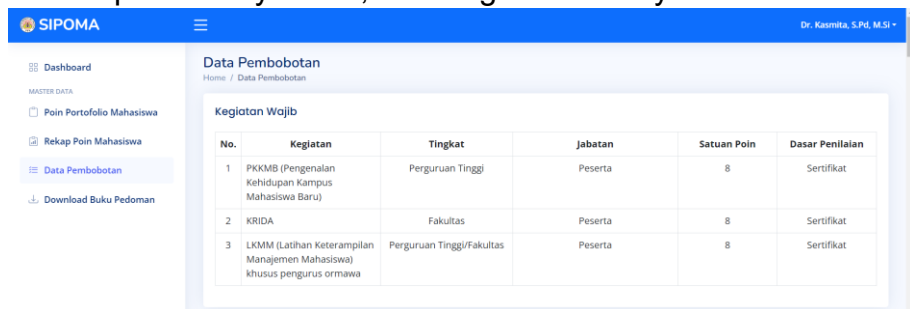 SIPOMA
Dr. Kasmita, S.Pd, M.Si
Dashboard
MASTER DATA
Poin Portofolio Mahasiswa
Rekap Poin Mahasiswa
Data Pembobotan
Download Buku Pedoman
Data Pembobotan
Home / Data Pembobotan
Kegiatan Wajib
No. Kegiatan Tingkat Jabatan Satuan Poin Dasar Penilaian
1 PKKMB (Pengenalan Perguruan Tinggi Peserta 8 Sertifikat
Kehidupan Kampus
Mahasiswa Baru)
2 KRIDA Fakultas Peserta 8 Sertifikat
3 LKMM (Latihan Keterampilan Perguruan Tinggi/Fakultas Peserta 8 Sertifikat
Manajemen Mahasiswa)
khusus pengurus ormawa